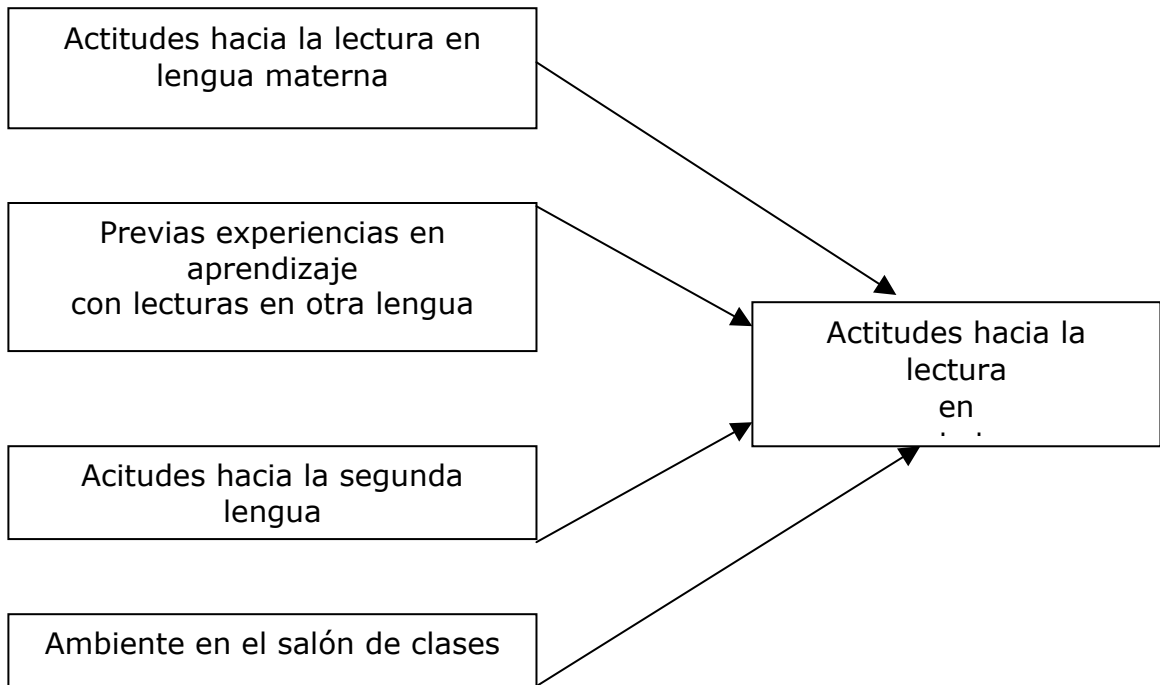 Actitudes hacia la lectura en
lengua materna
Previas experiencias en
aprendizaje
con lecturas en otra lengua
Acitudes hacia la segunda
lengua
Ambiente en el salón de clases
Actitudes hacia la
lectura
en